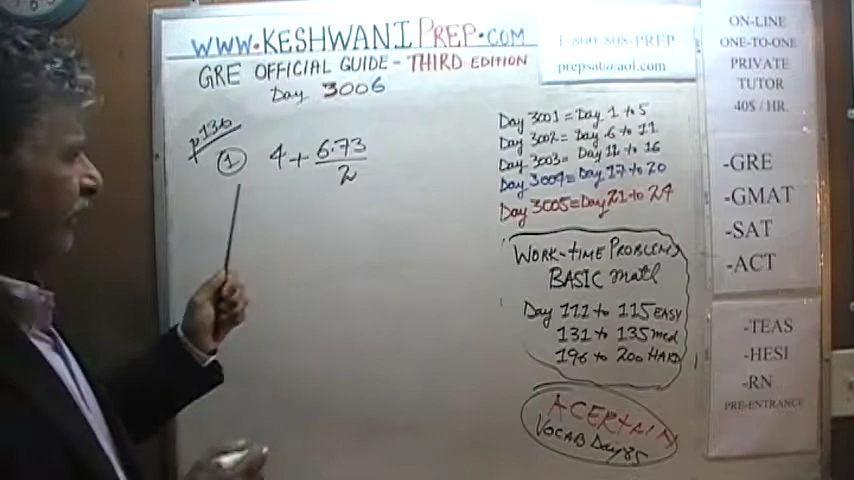 WWW.KESHWANIPREP.COM
GRE OFFICIAL GUIDE - THIRD EDITION
Day 3006
1-800-808-PREP
prepsat@aol.com
p136
1 4 + 6.73 / 2
Day 3001 = Day 1 to 5
Day 3002 = Day 6 to 11
Day 3003 = Day 12 to 16
Day 3004 = Day 17 to 20
Day 3005 = Day 21 to 24
WORK-TIME PROBLEMS
BASIC math
Day 111 to 115 EASY
131 to 135 med
196 to 200 HARD
ACERTAIN
VOCAB Day 85
ON-LINE
ONE-TO-ONE
PRIVATE
TUTOR
40$ / HR.
-GRE
-GMAT
-SAT
-ACT
-TEAS
-HESI
-RN
PRE-ENTRANCE